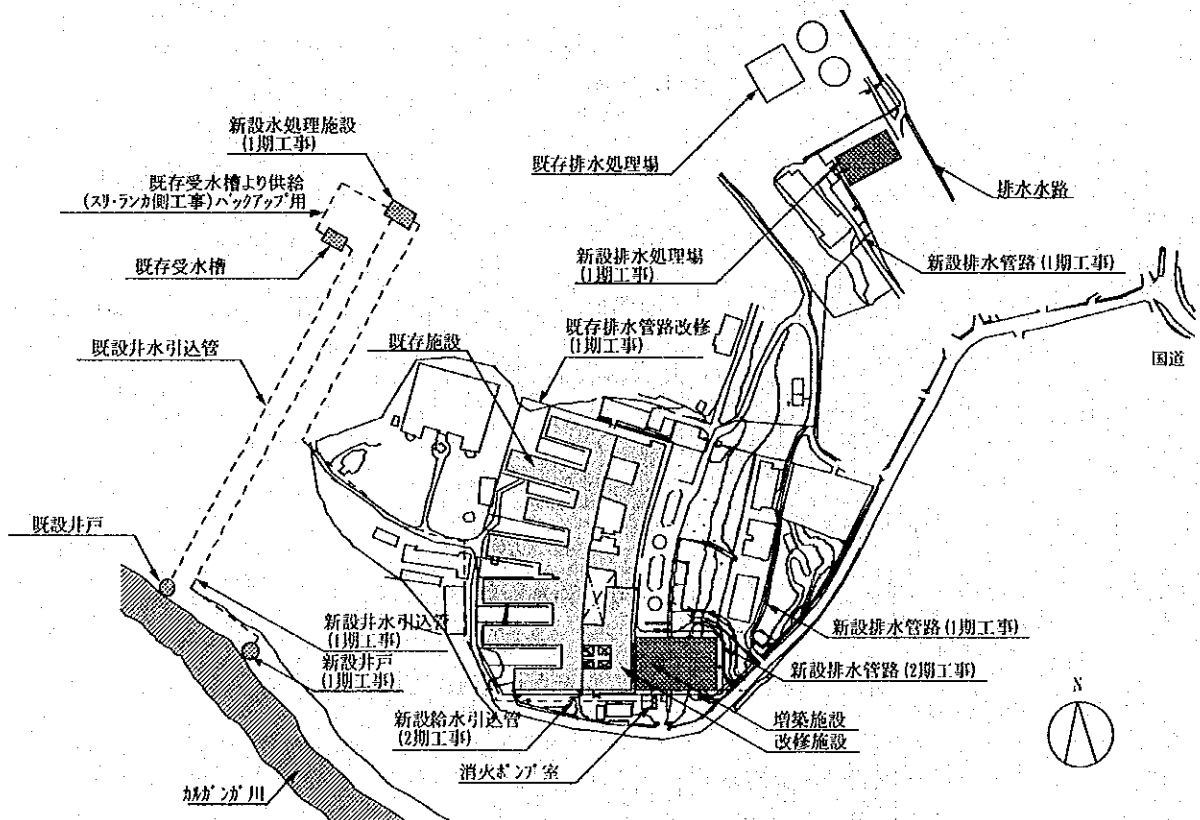 新設水処理施設
(1期工事)
既存受水槽より供給
(スリ・ランカ側工事)バックアップ用
既存受水槽
既設井水引込管
既設井戸
既存施設
既存排水管路改修
(1期工事)
既存排水処理場
新設排水処理場
(1期工事)
排水水路
新設排水管路(1期工事)
国道
新設井水引込管
(1期工事)
新設井戸
(1期工事)
新設給水引込管
(2期工事)
消火ポンプ室
カルガンガ川
新設排水管路(1期工事)
新設排水管路(2期工事)
増築施設
改修施設
N